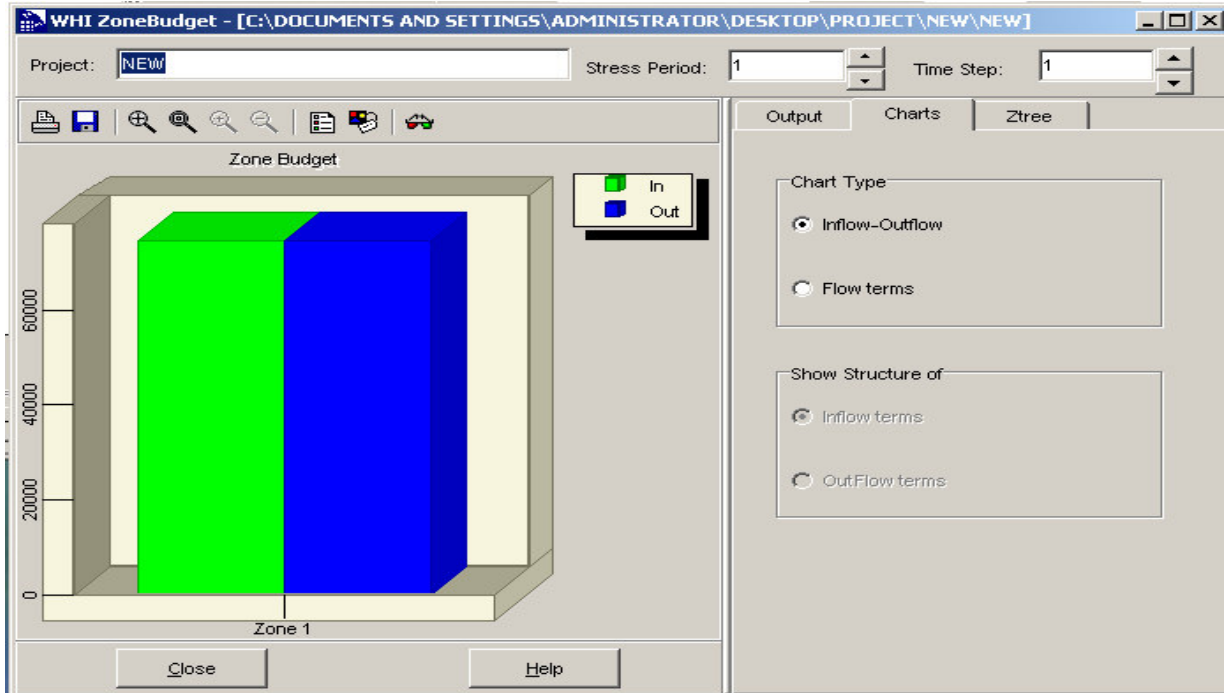 WHI ZoneBudget - [C:\DOCUMENTS AND SETTINGS\ADMINISTRATOR\DESKTOP\PROJECT\NEW\NEW]
Project: NEW Stress Period: 1 Time Step: 1
Output Charts Ztree
Zone Budget
In
Out
60000
40000
20000
0
Zone 1
Close Help
Chart Type
Inflow-Outflow
Flow terms
Show Structure of
Inflow terms
OutFlow terms